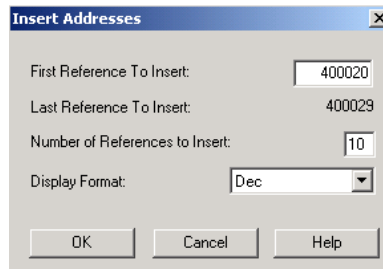 Insert Addresses
First Reference To Insert: 400020
Last Reference To Insert: 400029
Number of References to Insert: 10
Display Format: Dec
OK Cancel Help